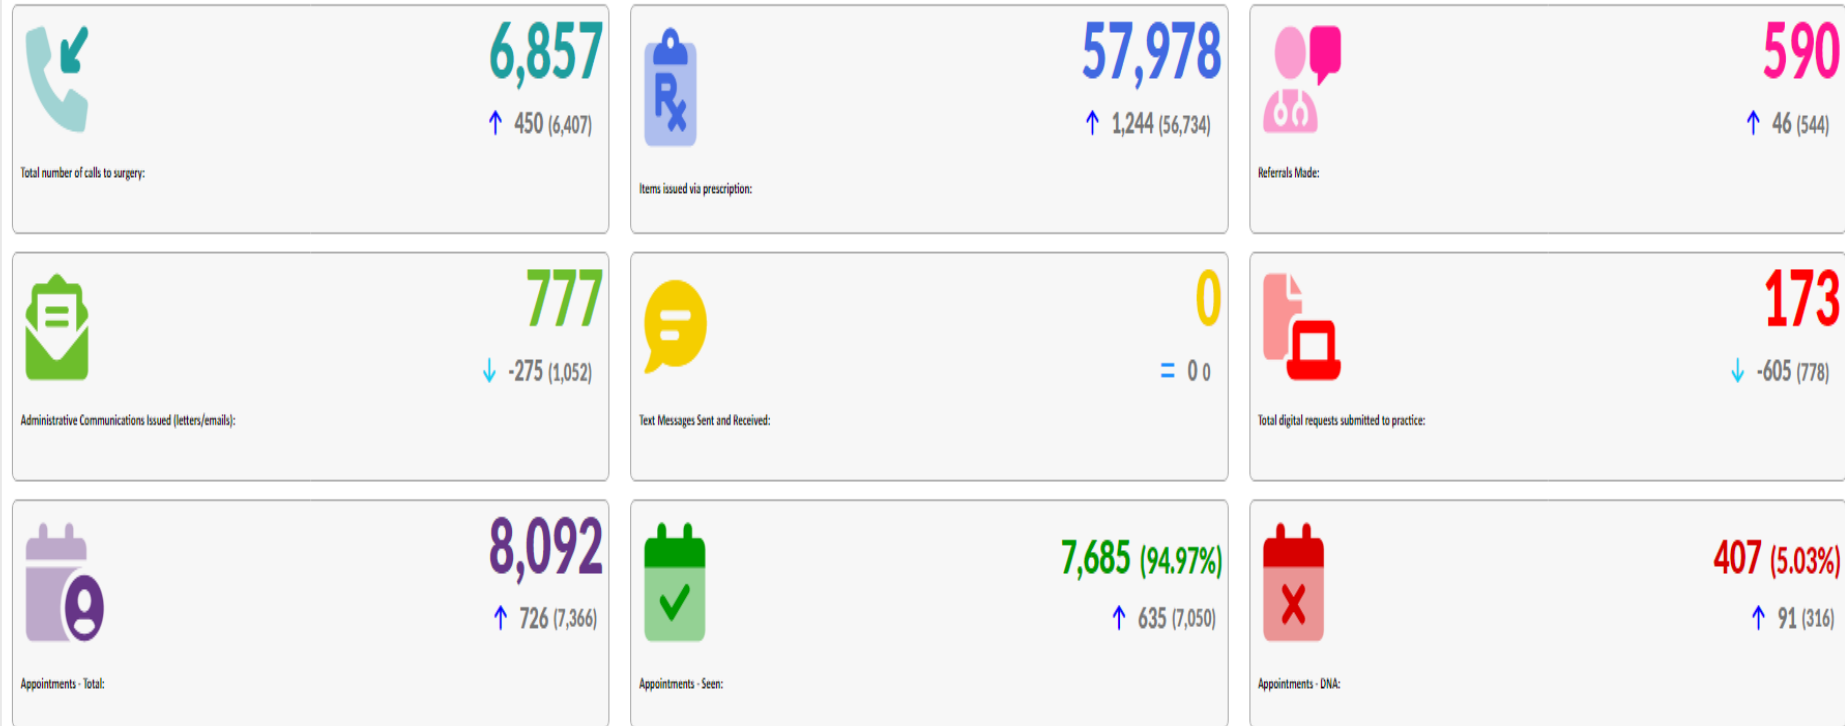 6,857
↑ 450 (6,407)
Total number of calls to surgery:
Rx
57,978
↑ 1,244 (56,734)
Items issued via prescription:
590
↑ 46 (544)
Referrals Made:
777
↓ -275 (1,052)
Administrative Communications Issued (letters/emails):
0
= 0 0
Text Messages Sent and Received:
173
↓ -605 (778)
Total digital requests submitted to practice:
8,092
↑ 726 (7,366)
Appointments - Total:
7,685 (94.97%)
↑ 635 (7,050)
Appointments - Seen:
407 (5.03%)
↑ 91 (316)
Appointments - DNA: